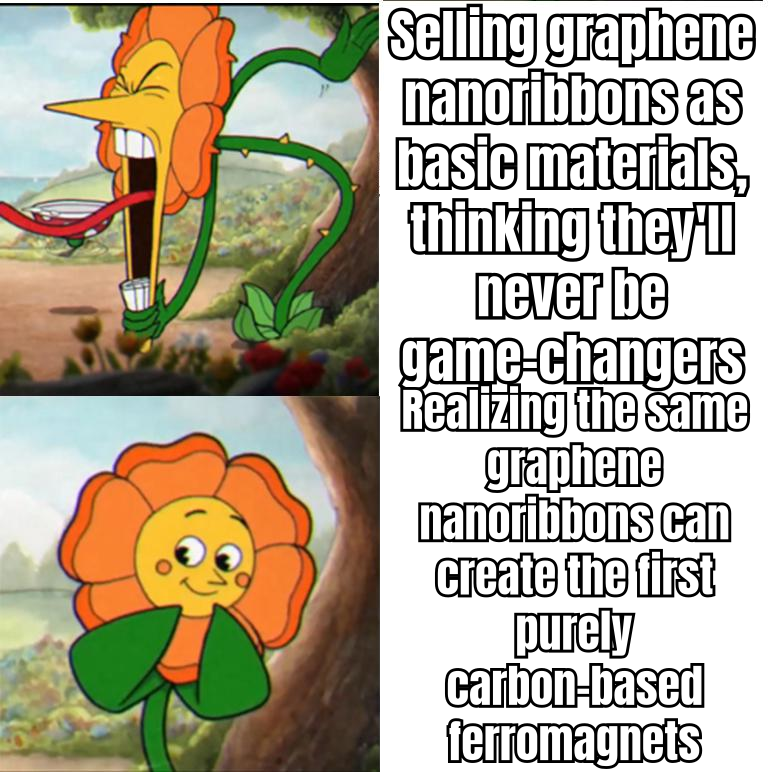 Selling graphene
nanoribbons as
basic materials,
thinking they'll
never be
game-changers
Realizing the same
graphene
nanoribbons can
create the first
purely
carbon-based
ferromagnets